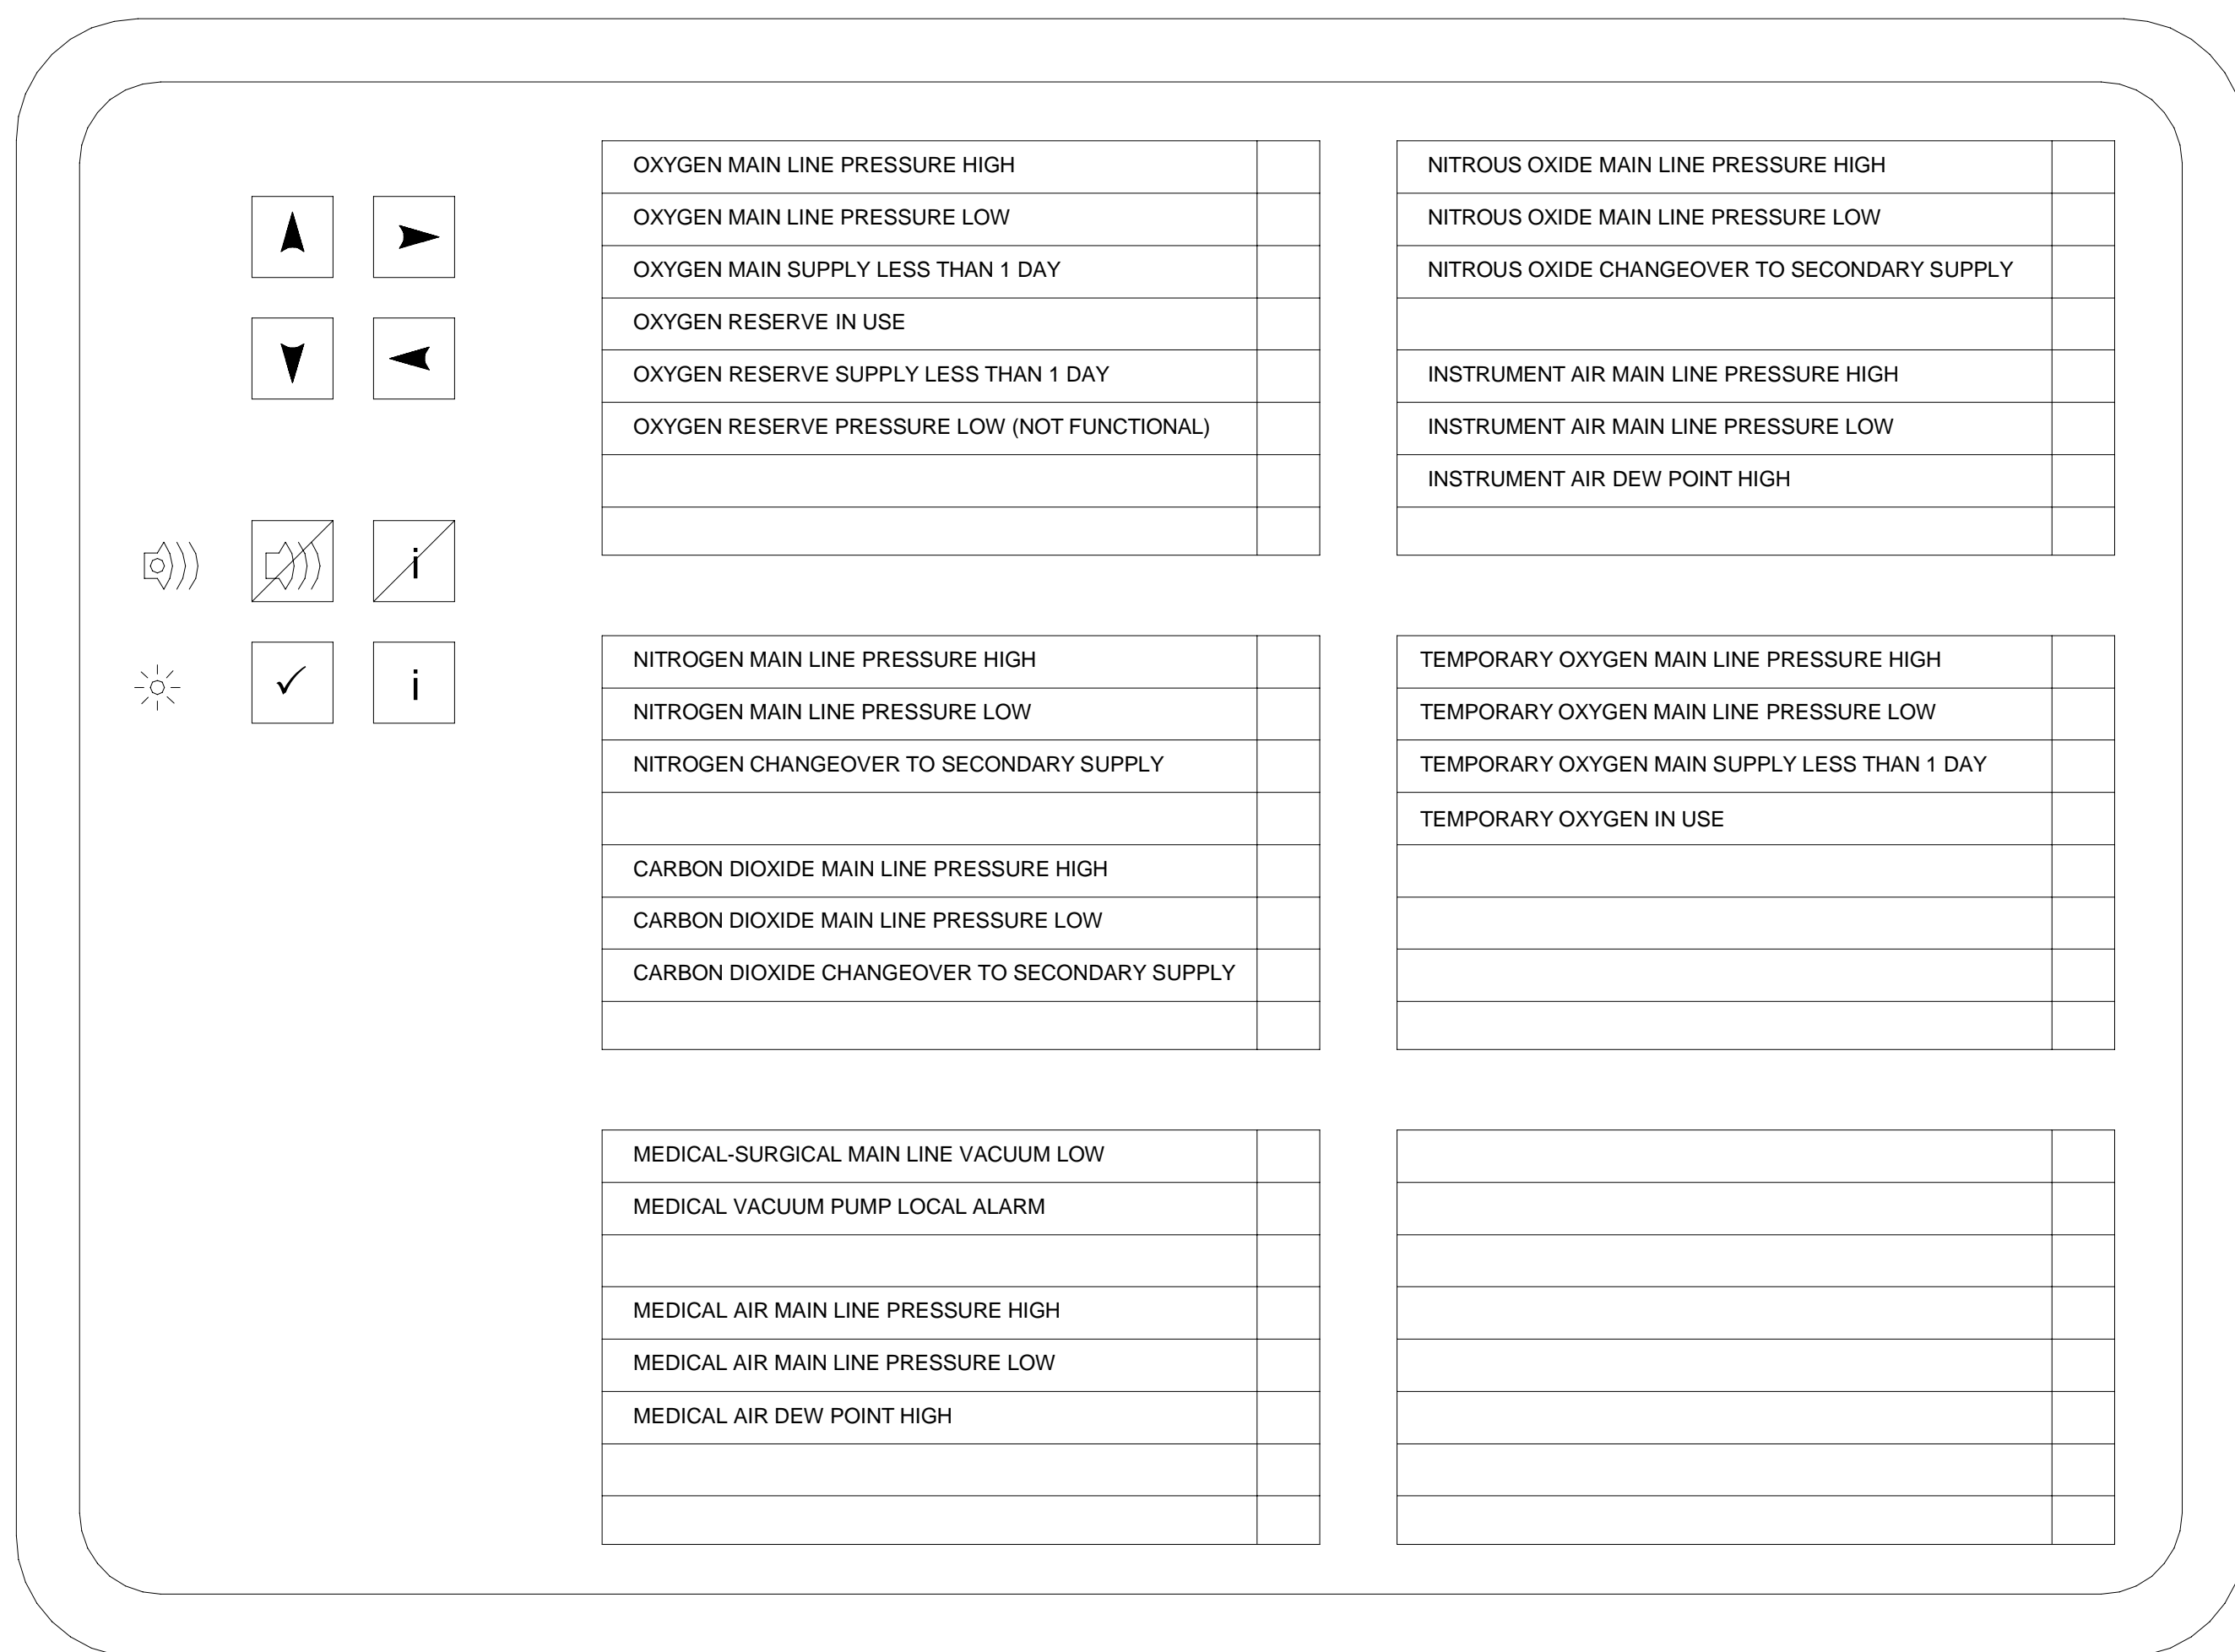 OXYGEN MAIN LINE PRESSURE HIGH
OXYGEN MAIN LINE PRESSURE LOW
OXYGEN MAIN SUPPLY LESS THAN 1 DAY
OXYGEN RESERVE IN USE
OXYGEN RESERVE SUPPLY LESS THAN 1 DAY
OXYGEN RESERVE PRESSURE LOW (NOT FUNCTIONAL)
NITROUS OXIDE MAIN LINE PRESSURE HIGH
NITROUS OXIDE MAIN LINE PRESSURE LOW
NITROUS OXIDE CHANGEOVER TO SECONDARY SUPPLY
INSTRUMENT AIR MAIN LINE PRESSURE HIGH
INSTRUMENT AIR MAIN LINE PRESSURE LOW
INSTRUMENT AIR DEW POINT HIGH
i
i
NITROGEN MAIN LINE PRESSURE HIGH
NITROGEN MAIN LINE PRESSURE LOW
NITROGEN CHANGEOVER TO SECONDARY SUPPLY
CARBON DIOXIDE MAIN LINE PRESSURE HIGH
CARBON DIOXIDE MAIN LINE PRESSURE LOW
CARBON DIOXIDE CHANGEOVER TO SECONDARY SUPPLY
TEMPORARY OXYGEN MAIN LINE PRESSURE HIGH
TEMPORARY OXYGEN MAIN LINE PRESSURE LOW
TEMPORARY OXYGEN MAIN SUPPLY LESS THAN 1 DAY
TEMPORARY OXYGEN IN USE
MEDICAL-SURGICAL MAIN LINE VACUUM LOW
MEDICAL VACUUM PUMP LOCAL ALARM
MEDICAL AIR MAIN LINE PRESSURE HIGH
MEDICAL AIR MAIN LINE PRESSURE LOW
MEDICAL AIR DEW POINT HIGH